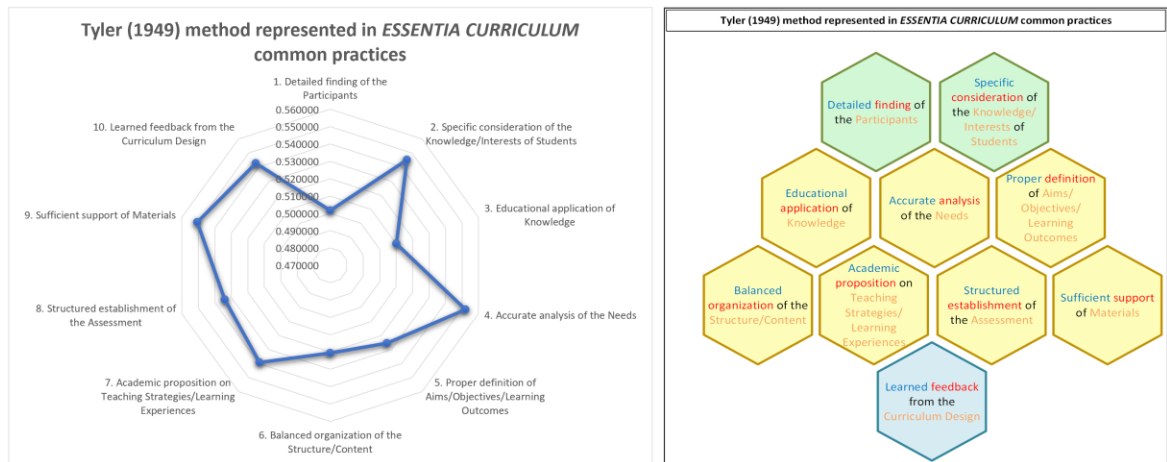 Tyler (1949) method represented in ESSENTIA CURRICULUM
common practices
1. Detailed finding of the
Participants
0.560000
0.550000
0.540000
0.530000
0.520000
0.510000
0.500000
0.490000
0.480000
0.470000
2. Specific consideration of the
Knowledge/Interests of Students
3. Educational application of
Knowledge
4. Accurate analysis of the Needs
5. Proper definition of
Aims/Objectives/Learning
Outcomes
6. Balanced organization of the
Structure/Content
7. Academic proposition on
Teaching Strategies/Learning
Experiences
8. Structured establishment of
the Assessment
9. Sufficient support of Materials
10. Learned feedback from the
Curriculum Design
Tyler (1949) method represented in ESSENTIA CURRICULUM common practices
Detailed finding of
the Participants
Specific
consideration of
the Knowledge/
Interests of
Students
Educational
application of
Knowledge
Accurate analysis
of the Needs
Proper definition
of Aims/
Objectives/
Learning
Outcomes
Balanced
organization of the
Structure/Content
Academic
proposition on
Teaching
Strategies/
Learning
Experiences
Structured
establishment of
the Assessment
Sufficient support
of Materials
Learned feedback
from the
Curriculum Design